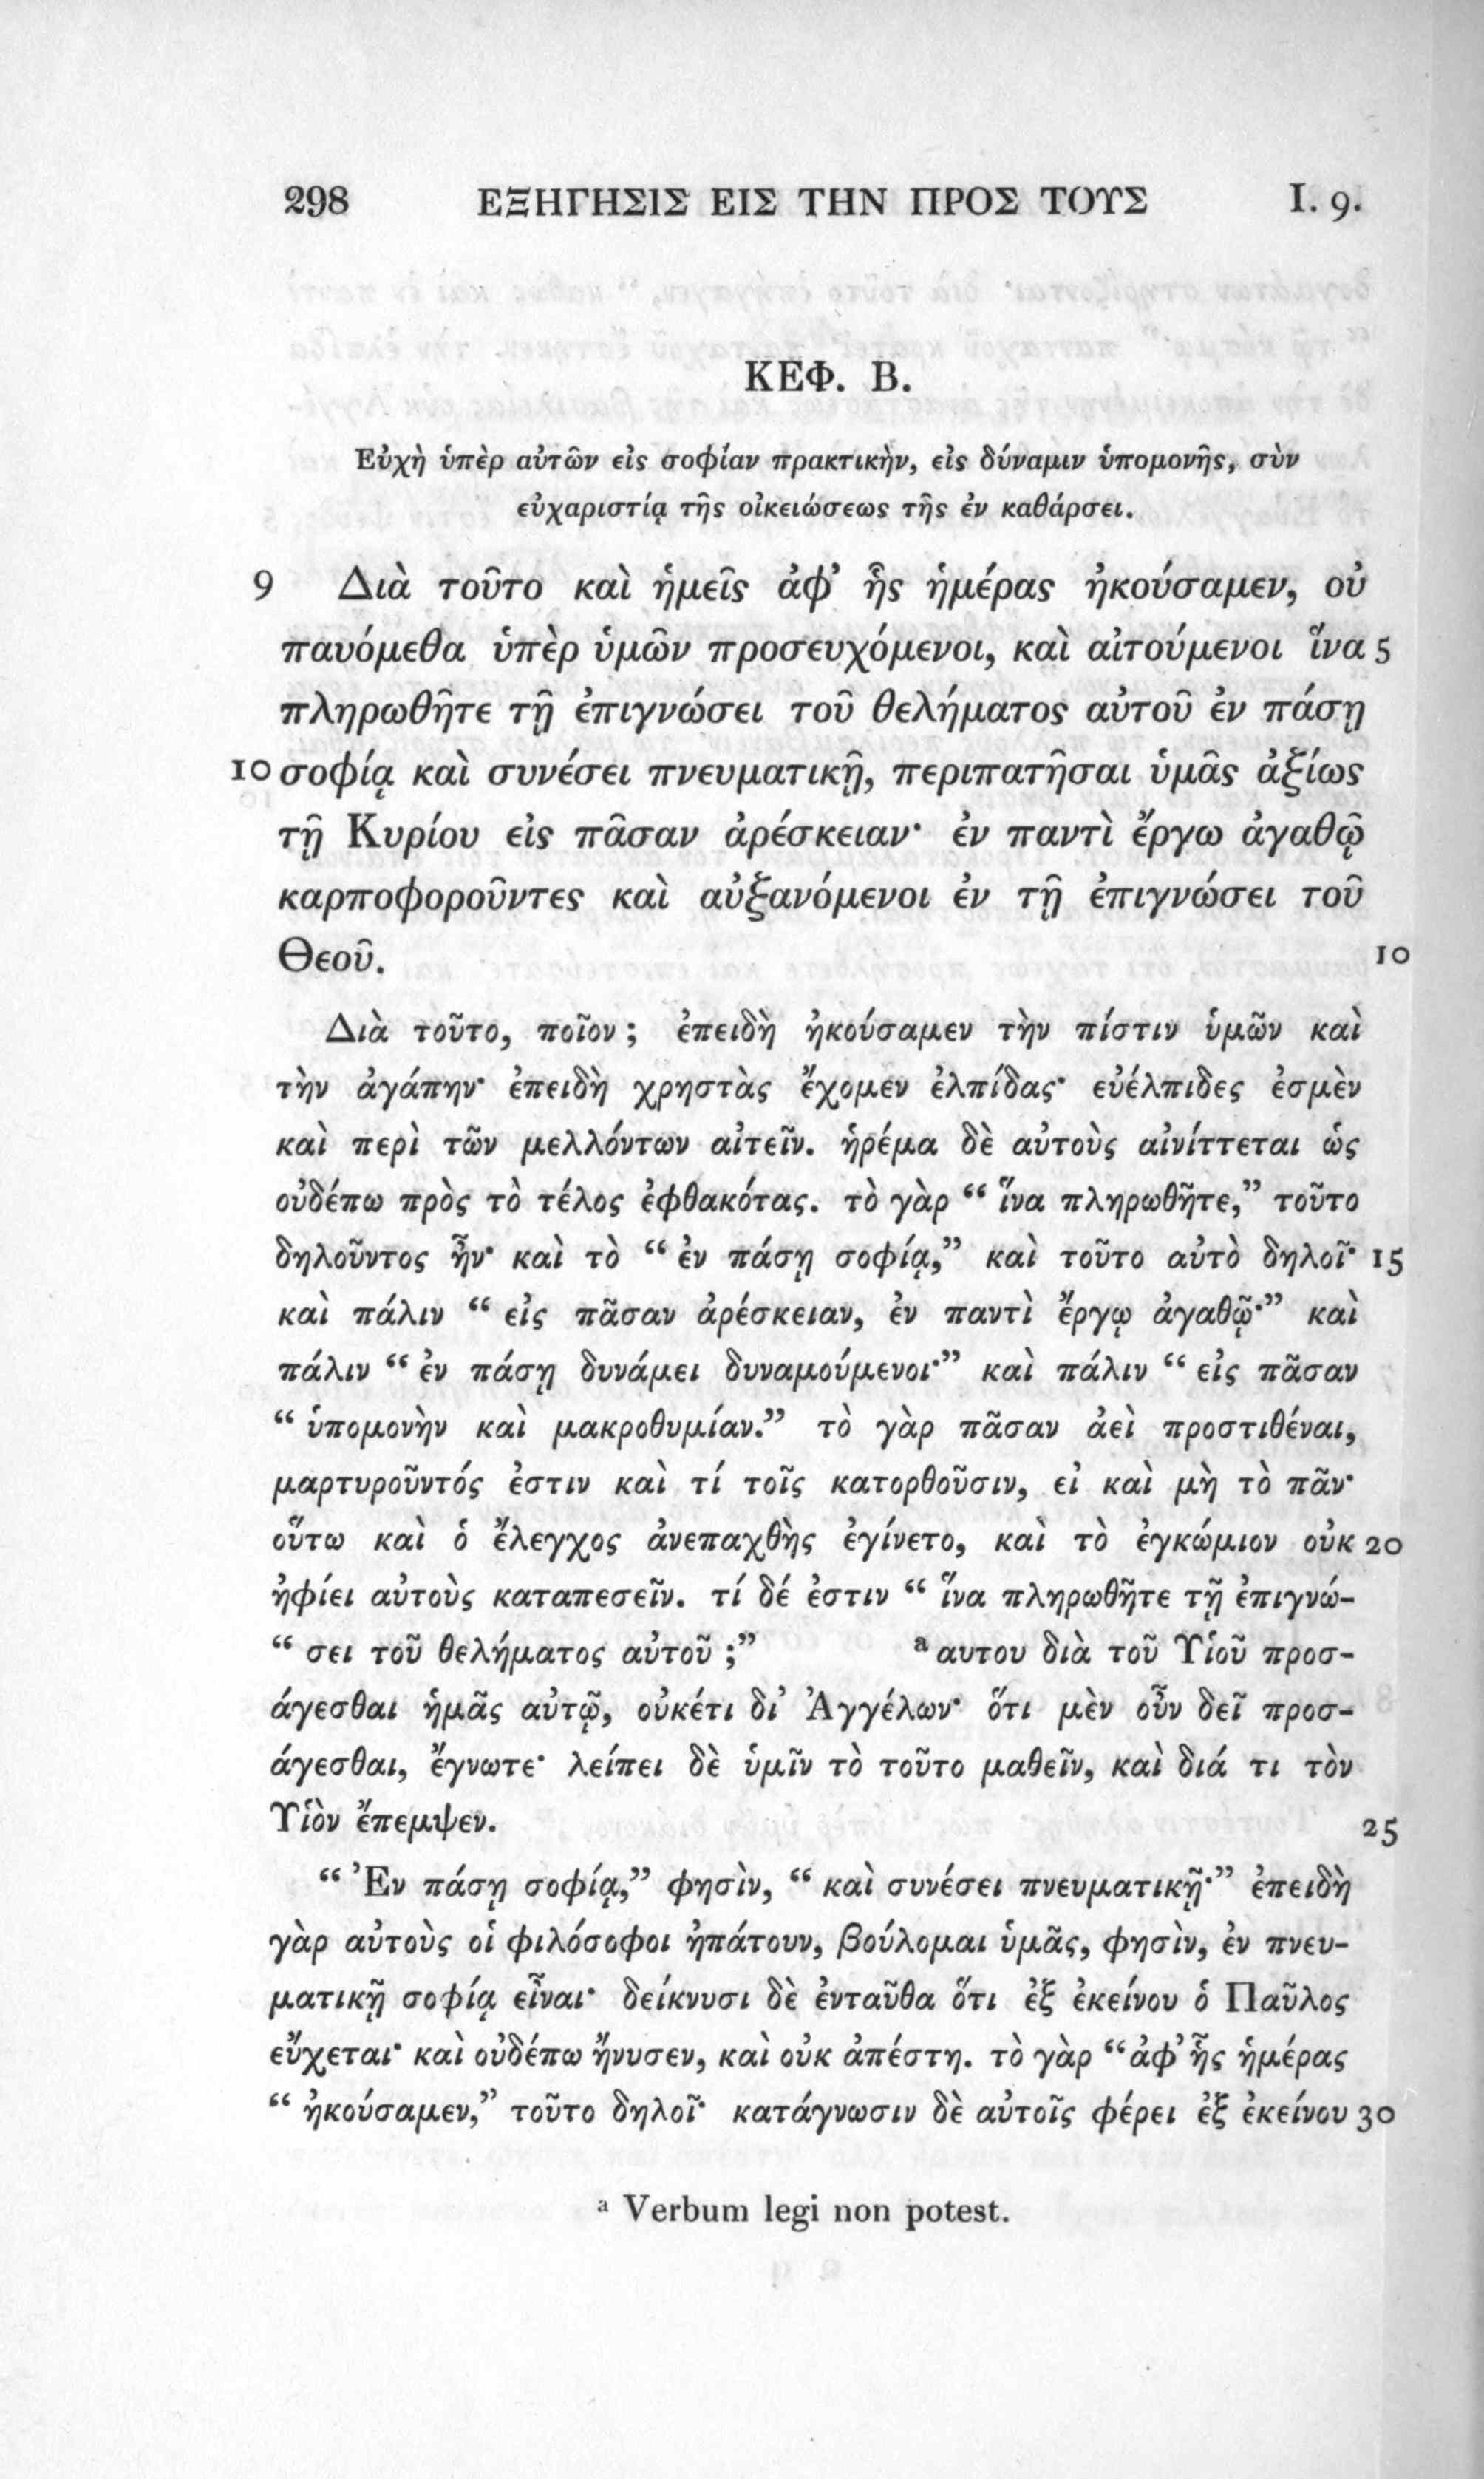 298 ΕΞΗΓΗΣΙΣ ΕΙΣ ΤΗΝ ΠΡΟΣ ΤΟΥΣ I. 9.
ΚΕΦ. Β.
Εὐχὴ ὑπὲρ αὐτῶν εἰς σοφίαν πρακτικὴν, εἰς δύναμιν ὑπομονῆς, σὺν
εὐχαριστίᾳ τῆς οἰκειώσεως τῆς ἐν καθάρσει.
9 Διὰ τοῦτο καὶ ἡμεῖς ἀφ’ ἧς ἡμέρας ἠκούσαμεν, οὐ
παυόμεθα ὑπὲρ ὑμῶν προσευχόμενοι, καὶ αἰτούμενοι ἵνα 5
πληρωθῆτε τῇ ἐπιγνώσει τοῦ θελήματος αὐτοῦ ἐν πάσῃ
10 σοφίᾳ καὶ συνέσει πνευματικῇ, περιπατῆσαι ὑμᾶς ἀξίως
τῇ Κυρίου εἰς πᾶσαν ἀρέσκειαν· ἐν παντὶ ἔργω ἀγαθῷ
καρποφοροῦντες καὶ αὐξανόμενοι ἐν τῇ ἐπιγνώσει τοῦ
Θεοῦ. 10
Διὰ τοῦτο, ποῖον ; ἐπειδὴ ἠκούσαμεν τὴν πίστιν ὑμῶν καὶ
τὴν ἀγάπην· ἐπειδὴ χρηστὰς ἔχομεν ἐλπίδας· εὐέλπιδες ἐσμὲν
καὶ περὶ τῶν μελλόντων αἰτεῖν. ἠρέμα δὲ αὐτοὺς αἰνίττεται ὡς
οὐδέπω πρὸς τὸ τέλος ἐφθακότας. τὸ γὰρ “ ἵνα πληρωθῆτε,” τοῦτο
δηλοῦντος ἦν· καὶ τὸ “ ἐν πάσῃ σοφίᾳ,” καὶ τοῦτο αὐτὸ δηλοῖ· 15
καὶ πάλιν “ εἰς πᾶσαν ἀρέσκειαν, ἐν παντὶ ἔργῳ ἀγαθῷ·” καὶ
πάλιν “ ἐν πάσῃ δυνάμει δυναμούμενοι·” καὶ πάλιν “ εἰς πᾶσαν
“ ὑπομονὴν καὶ μακροθυμίαν.” τὸ γὰρ πᾶσαν ἀεὶ προστιθέναι,
μαρτυροῦντός ἐστιν καὶ τί τοῖς κατορθοῦσιν, εἰ καὶ μὴ τὸ πᾶν·
οὕτω καὶ ὁ ἔλεγχος ἀνεπαχθὴς ἐγίνετο, καὶ τὸ ἐγκώμιον οὐκ 20
ἠφίει αὐτοὺς καταπεσεῖν. τί δέ ἐστιν “ ἵνα πληρωθῆτε τῇ ἐπιγνώ-
“ σει τοῦ θελήματος αὐτοῦ ;” ᵃ αυτου διὰ τοῦ Υἱοῦ προσ-
άγεσθαι ἡμᾶς αὐτῷ, οὐκέτι δι’ Ἀγγέλων· ὅτι μὲν οὖν δεῖ προσ-
άγεσθαι, ἔγνωτε· λείπει δὲ ὑμῖν τὸ τοῦτο μαθεῖν, καὶ διά τι τὸν
Υἱὸν ἔπεμψεν. 25
“ Ἐν πάσῃ σοφίᾳ,” φησὶν, “ καὶ συνέσει πνευματικῇ·” ἐπειδὴ
γὰρ αὐτοὺς οἱ φιλόσοφοι ἠπάτουν, βούλομαι ὑμᾶς, φησὶν, ἐν πνευ-
ματικῇ σοφίᾳ εἶναι· δείκνυσι δὲ ἐνταῦθα ὅτι ἐξ ἐκείνου ὁ Παῦλος
εὔχεται· καὶ οὐδέπω ἤνυσεν, καὶ οὐκ ἀπέστη. τὸ γὰρ “ ἀφ’ ἧς ἡμέρας
“ ἠκούσαμεν,” τοῦτο δηλοῖ· κατάγνωσιν δὲ αὐτοῖς φέρει ἐξ ἐκείνου 30
ᵃ Verbum legi non potest.